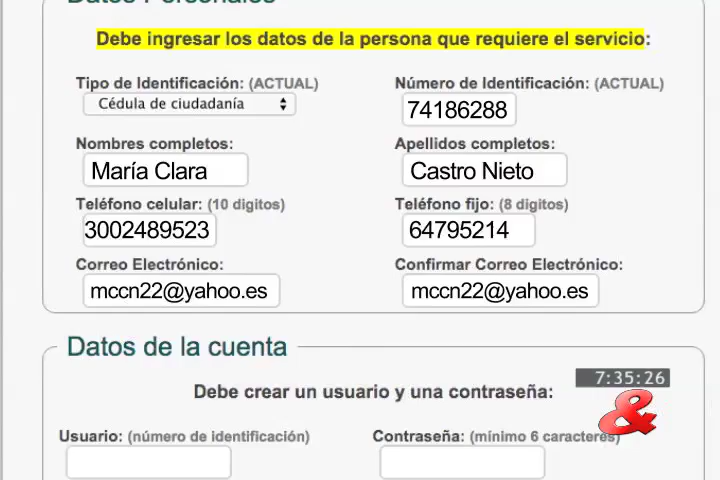 Datos Personales
Debe ingresar los datos de la persona que requiere el servicio:
Tipo de Identificación: (ACTUAL) Número de Identificación: (ACTUAL)
Cédula de ciudadanía 74186288
Nombres completos: Apellidos completos:
María Clara Castro Nieto
Teléfono celular: (10 digitos) Teléfono fijo: (8 digitos)
3002489523 64795214
Correo Electrónico: Confirmar Correo Electrónico:
mccn22@yahoo.es mccn22@yahoo.es
Datos de la cuenta
7:35:26
Debe crear un usuario y una contraseña:
&
Usuario: (número de identificación) Contraseña: (mínimo 6 caracteres)